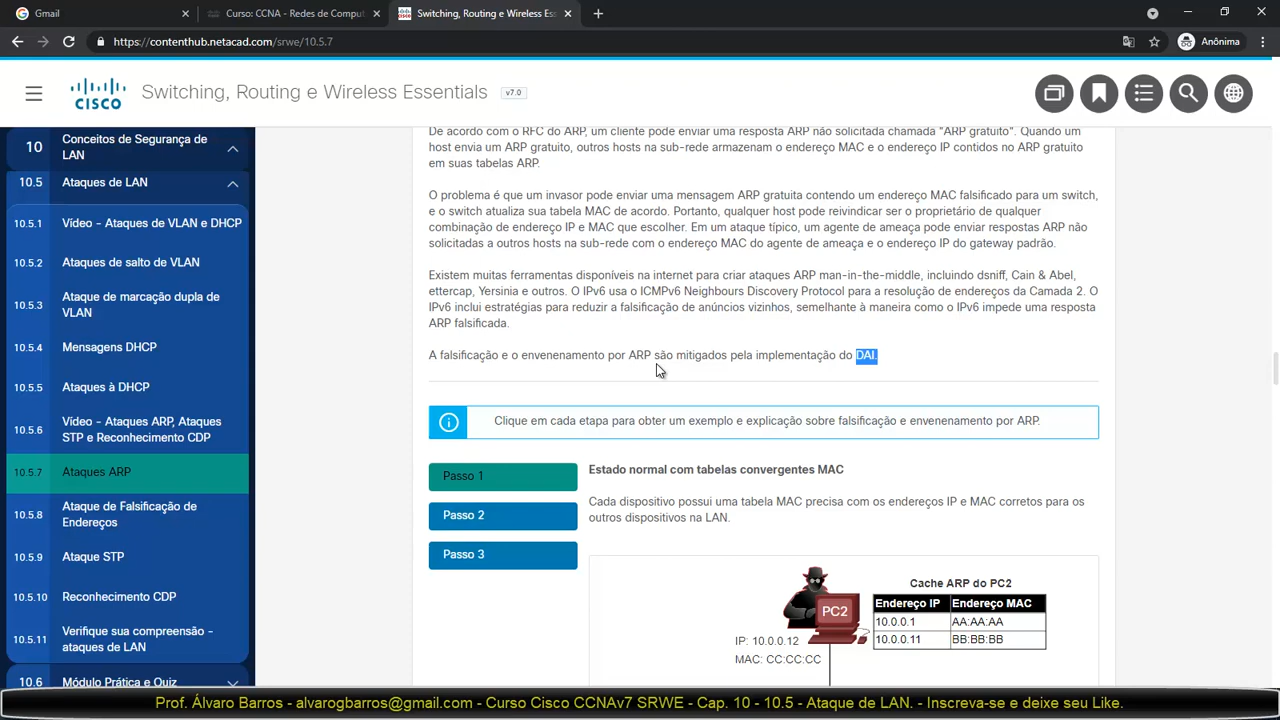 Gmail
Curso: CCNA - Redes de Comput
Switching, Routing e Wireless Ess
https://contenthub.netacad.com/srwe/10.5.7
Anônima
CISCO
Switching, Routing e Wireless Essentials
v7.0
10
Conceitos de Segurança de
LAN
10.5
Ataques de LAN
10.5.1
Vídeo - Ataques de VLAN e DHCP
10.5.2
Ataques de salto de VLAN
10.5.3
Ataque de marcação dupla de
VLAN
10.5.4
Mensagens DHCP
10.5.5
Ataques à DHCP
10.5.6
Vídeo - Ataques ARP, Ataques
STP e Reconhecimento CDP
10.5.7
Ataques ARP
10.5.8
Ataque de Falsificação de
Endereços
10.5.9
Ataque STP
10.5.10
Reconhecimento CDP
10.5.11
Verifique sua compreensão -
ataques de LAN
10.6
Módulo Prática e Quiz
De acordo com o RFC do ARP, um cliente pode enviar uma resposta ARP não solicitada chamada "ARP gratuito". Quando um
host envia um ARP gratuito, outros hosts na sub-rede armazenam o endereço MAC e o endereço IP contidos no ARP gratuito
em suas tabelas ARP.
O problema é que um invasor pode enviar uma mensagem ARP gratuita contendo um endereço MAC falsificado para um switch,
e o switch atualiza sua tabela MAC de acordo. Portanto, qualquer host pode reivindicar ser o proprietário de qualquer
combinação de endereço IP e MAC que escolher. Em um ataque típico, um agente de ameaça pode enviar respostas ARP não
solicitadas a outros hosts na sub-rede com o endereço MAC do agente de ameaça e o endereço IP do gateway padrão.
Existem muitas ferramentas disponíveis na internet para criar ataques ARP man-in-the-middle, incluindo dsniff, Cain & Abel,
ettercap, Yersinia e outros. O IPv6 usa o ICMPv6 Neighbours Discovery Protocol para a resolução de endereços da Camada 2. O
IPv6 inclui estratégias para reduzir a falsificação de anúncios vizinhos, semelhante à maneira como o IPv6 impede uma resposta
ARP falsificada.
A falsificação e o envenenamento por ARP são mitigados pela implementação do DAI.
Clique em cada etapa para obter um exemplo e explicação sobre falsificação e envenenamento por ARP.
Passo 1
Passo 2
Passo 3
Estado normal com tabelas convergentes MAC
Cada dispositivo possui uma tabela MAC precisa com os endereços IP e MAC corretos para os
outros dispositivos na LAN.
PC2
IP: 10.0.0.12
MAC: CC:CC:CC
Cache ARP do PC2
Endereço IP Endereço MAC
10.0.0.1 AA:AA:AA
10.0.0.11 BB:BB:BB
Prof. Álvaro Barros - alvarogbarros@gmail.com - Curso Cisco CCNAv7 SRWE - Cap. 10 - 10.5 - Ataque de LAN. - Inscreva-se e deixe seu Like.